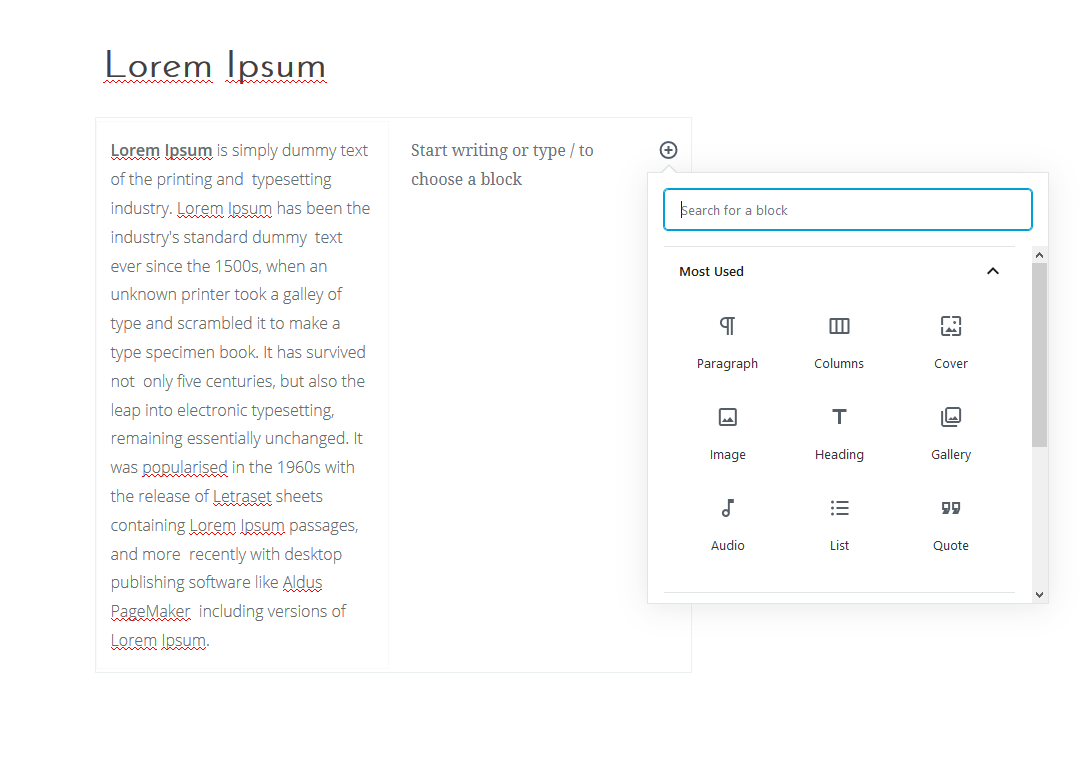 Lorem Ipsum
Lorem Ipsum is simply dummy text
of the printing and  typesetting
industry. Lorem Ipsum has been the
industry's standard dummy  text
ever since the 1500s, when an
unknown printer took a galley of
type and scrambled it to make a
type specimen book. It has survived
not  only five centuries, but also the
leap into electronic typesetting,
remaining essentially unchanged. It
was popularised in the 1960s with
the release of Letraset sheets
containing Lorem Ipsum passages,
and more  recently with desktop
publishing software like Aldus
PageMaker  including versions of
Lorem Ipsum.
Start writing or type / to
choose a block
Search for a block
Most Used
Paragraph Columns Cover
Image Heading Gallery
Audio List Quote